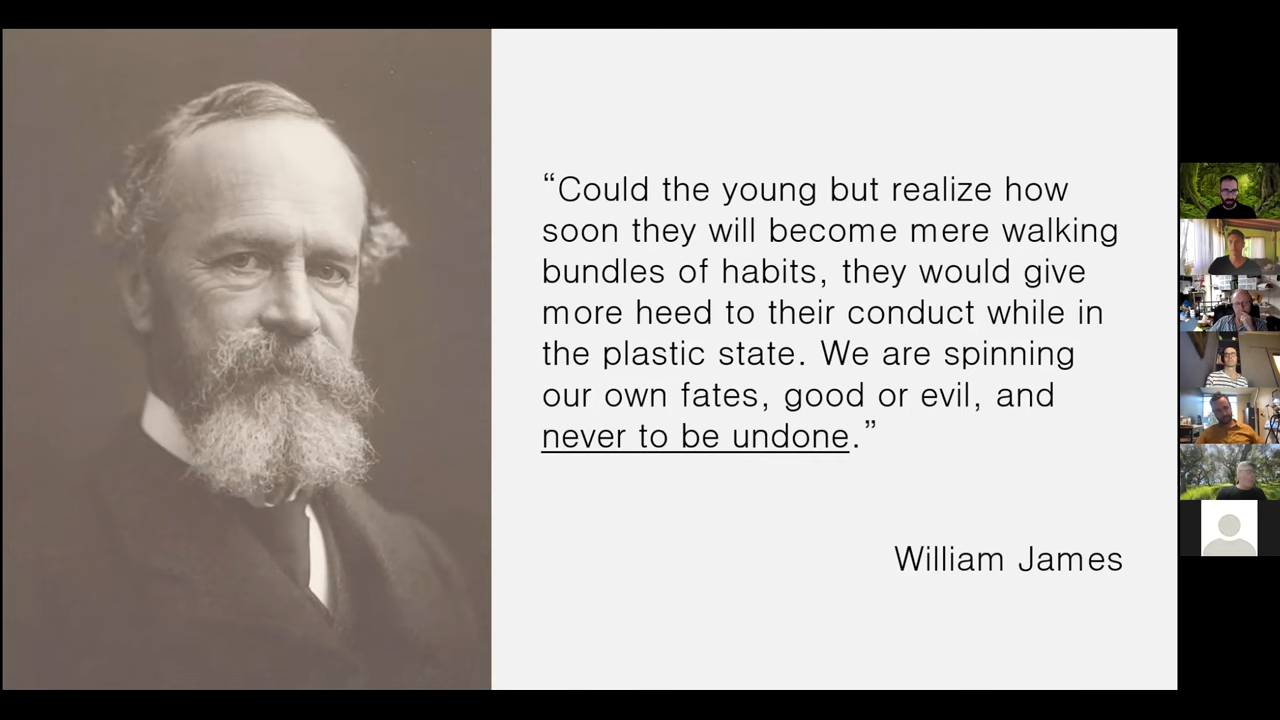 “Could the young but realize how
soon they will become mere walking
bundles of habits, they would give
more heed to their conduct while in
the plastic state. We are spinning
our own fates, good or evil, and
never to be undone.”
William James